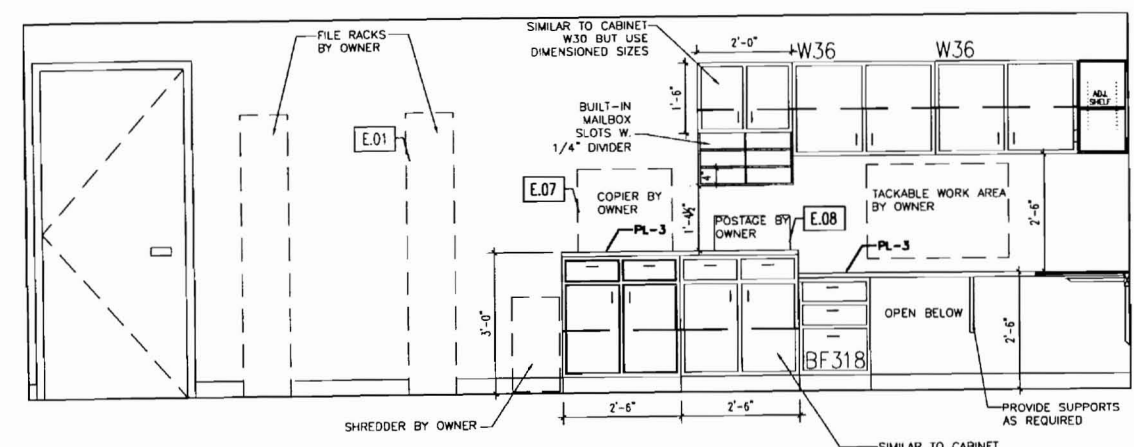 FILE RACKS
BY OWNER
SIMILAR TO CABINET
W30 BUT USE
DIMENSIONED SIZES
2'-0"
W36
W36
1'-6"
ADJ.
SHELF
BUILT-IN
MAILBOX
SLOTS W.
1/4" DIVIDER
E.01
4"
E.07
COPIER BY
OWNER
TACKABLE WORK AREA
BY OWNER
2'-6"
1'-4½"
POSTAGE BY
OWNER
E.08
PL-3
PL-3
3'-0"
OPEN BELOW
2'-6"
BF318
2'-6"
2'-6"
PROVIDE SUPPORTS
AS REQUIRED
SHREDDER BY OWNER
SIMILAR TO CABINET